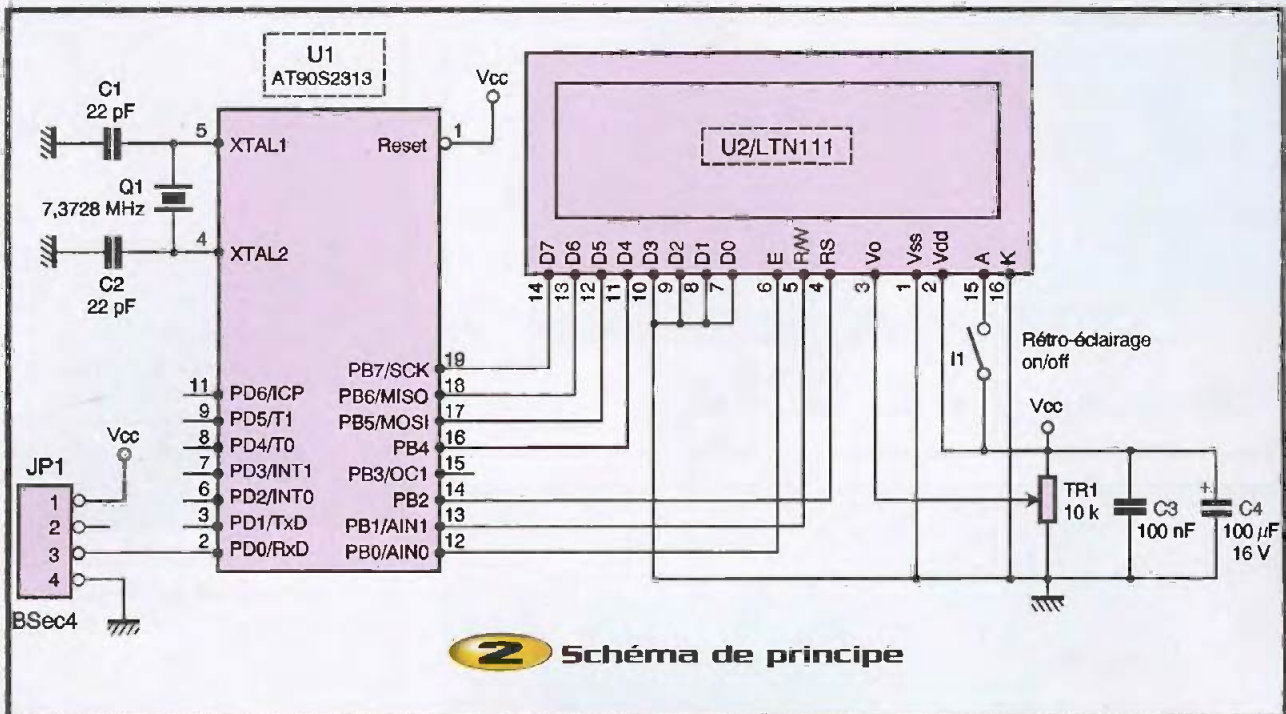 U1
AT90S2313
C1
22 pF
Q1
7,3728 MHz
C2
22 pF
5 XTAL1
4 XTAL2
Reset 1
Vcc
11 PD6/ICP
9 PD5/T1
8 PD4/T0
7 PD3/INT1
6 PD2/INT0
3 PD1/TxD
2 PD0/RxD
PB7/SCK 19
PB6/MISO 18
PB5/MOSI 17
PB4 16
PB3/OC1 15
PB2 14
PB1/AIN1 13
PB0/AIN0 12
Vcc
JP1
1
2
3
4
BSec4
U2/LTN111
D7 D6 D5 D4 D3 D2 D1 D0 E R/W RS Vo Vss Vdd A K
14 13 12 11 10 9 8 7 6 5 4 3 1 2 15 16
I1
Rétro-éclairage
on/off
Vcc
TR1
10 k
C3
100 nF
+
C4
100 µF
16 V
2 Schéma de principe